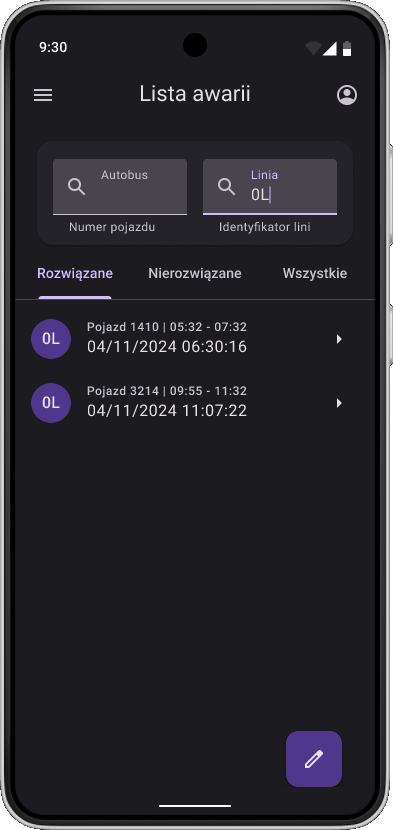 9:30
Lista awarii
Autobus
Linia
0L
Numer pojazdu
Identyfikator lini
Rozwiązane
Nierozwiązane
Wszystkie
0L
Pojazd 1410 | 05:32 - 07:32
04/11/2024 06:30:16
0L
Pojazd 3214 | 09:55 - 11:32
04/11/2024 11:07:22